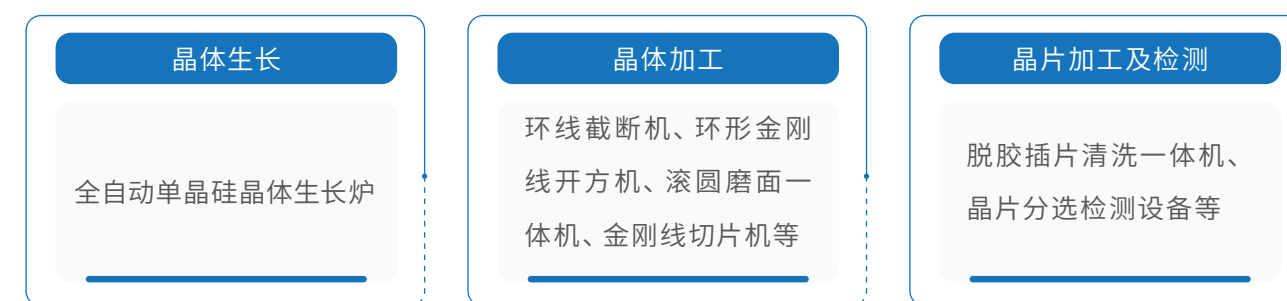 晶体生长
全自动单晶硅晶体生长炉
晶体加工
环线截断机、环形金刚
线开方机、滚圆磨面一
体机、金刚线切片机等
晶片加工及检测
脱胶插片清洗一体机、
晶片分选检测设备等